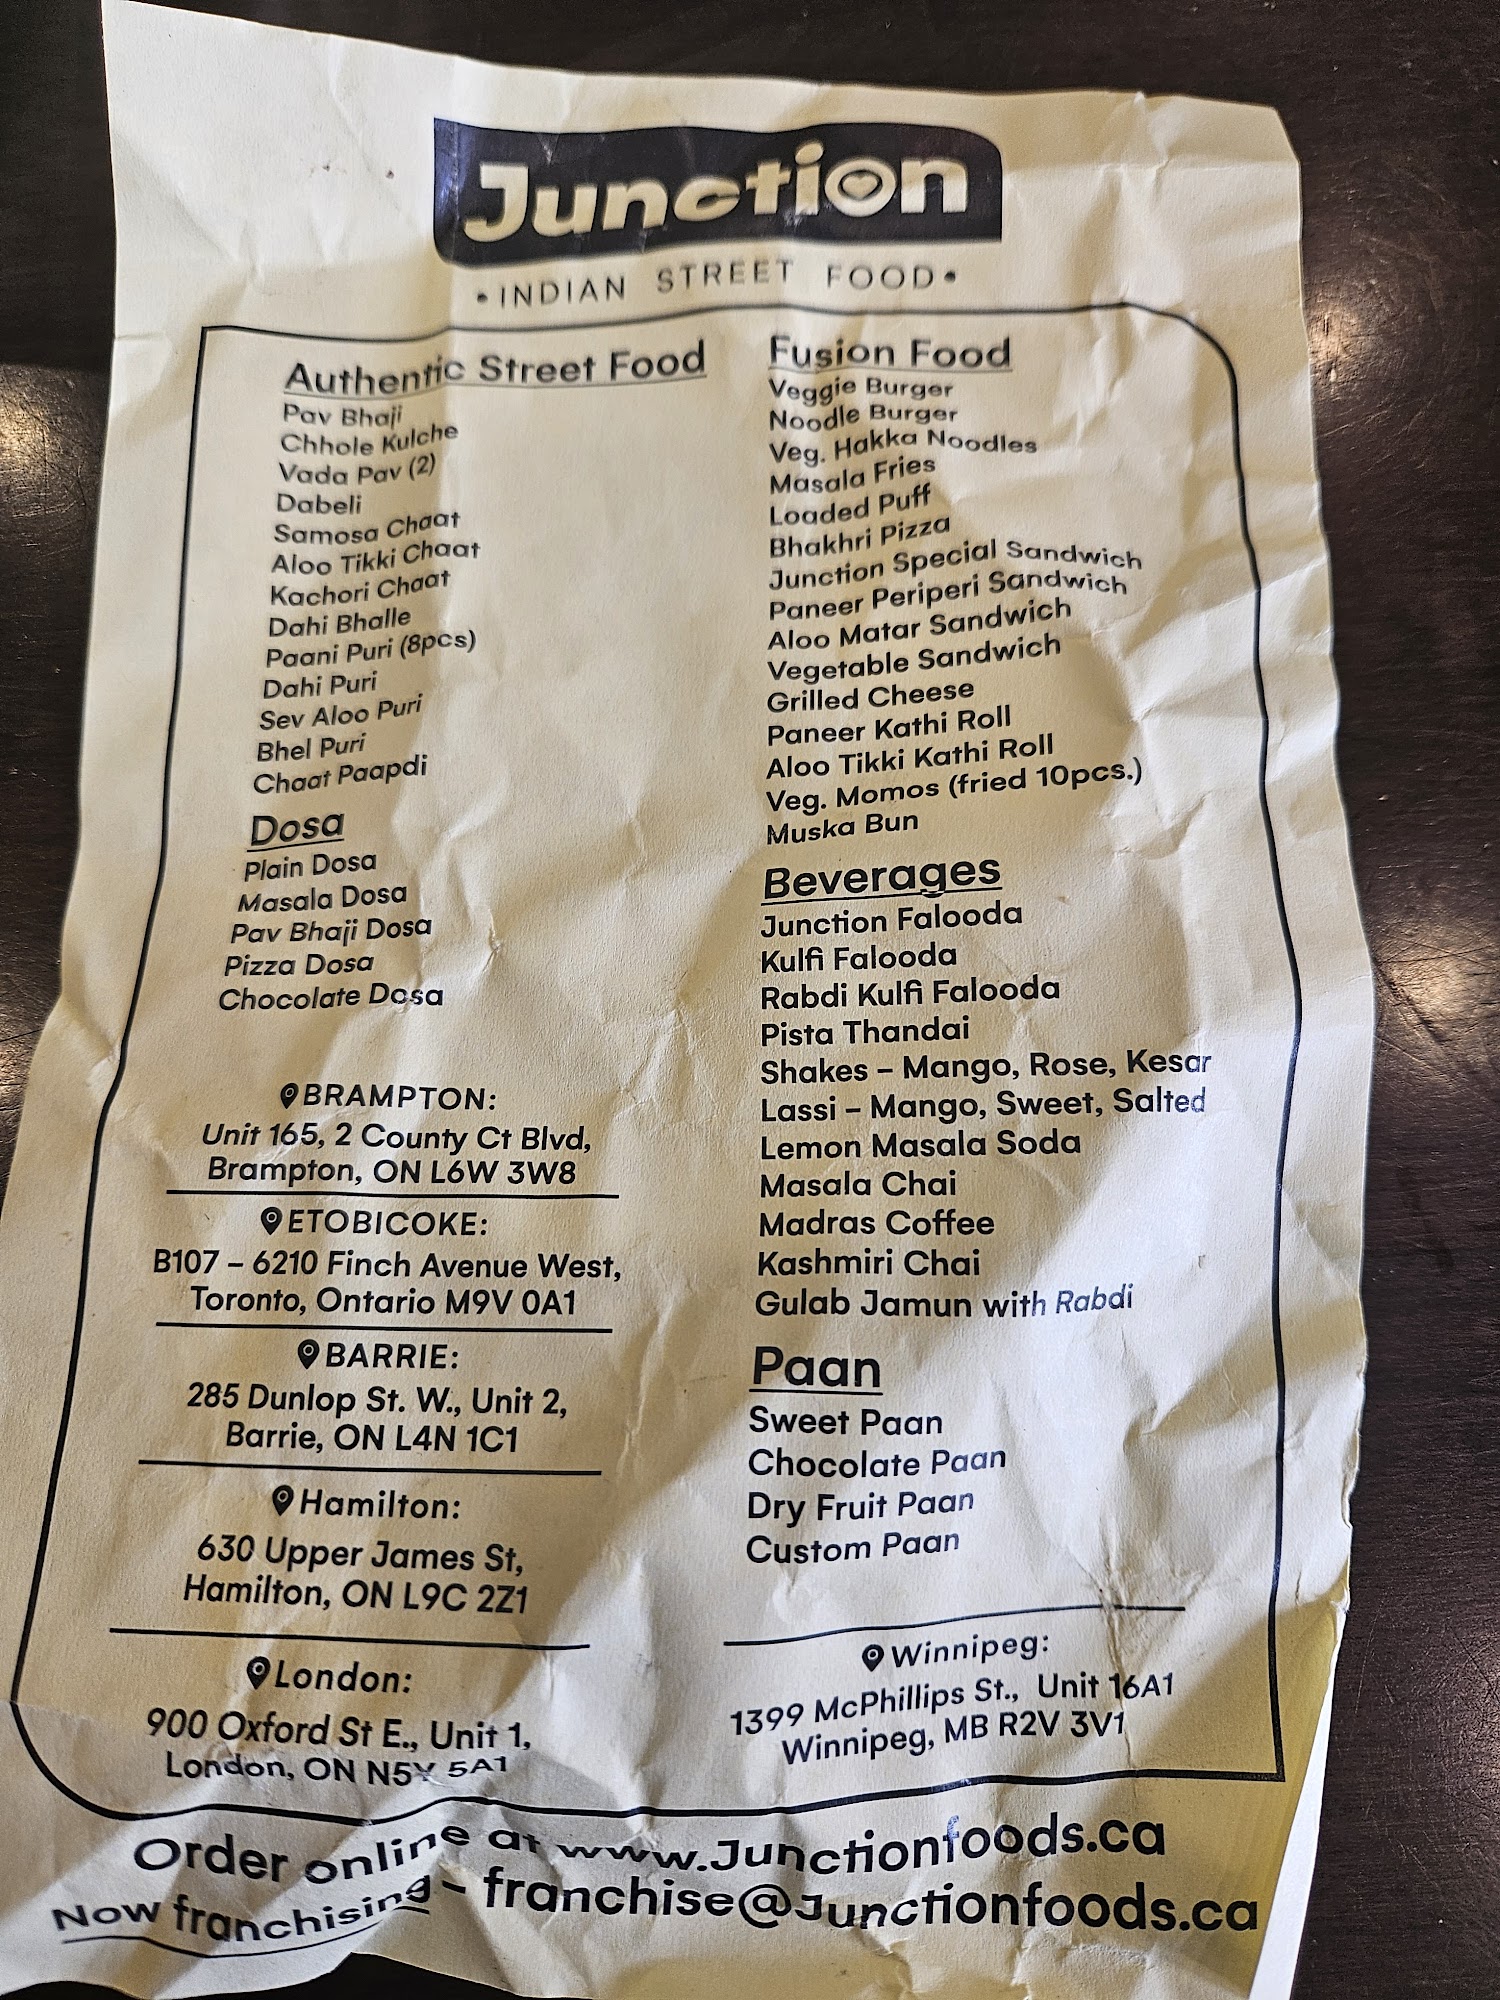 Junction
•INDIAN STREET FOOD•
Authentic Street Food
Pav Bhaji
Chhole Kulche
Vada Pav (2)
Dabeli
Samosa Chaat
Aloo Tikki Chaat
Kachori Chaat
Dahi Bhalle
Paani Puri (8pcs)
Dahi Puri
Sev Aloo Puri
Bhel Puri
Chaat Paapdi
Dosa
Plain Dosa
Masala Dosa
Pav Bhaji Dosa
Pizza Dosa
Chocolate Dosa
BRAMPTON:
Unit 165, 2 County Ct Blvd,
Brampton, ON L6W 3W8
ETOBICOKE:
B107 – 6210 Finch Avenue West,
Toronto, Ontario M9V 0A1
BARRIE:
285 Dunlop St. W., Unit 2,
Barrie, ON L4N 1C1
Hamilton:
630 Upper James St,
Hamilton, ON L9C 2Z1
London:
900 Oxford St E., Unit 1,
London, ON N5Y 5A1
Fusion Food
Veggie Burger
Noodle Burger
Veg. Hakka Noodles
Masala Fries
Loaded Puff
Bhakhri Pizza
Junction Special Sandwich
Paneer Periperi Sandwich
Aloo Matar Sandwich
Vegetable Sandwich
Grilled Cheese
Paneer Kathi Roll
Aloo Tikki Kathi Roll
Veg. Momos (fried 10pcs.)
Muska Bun
Beverages
Junction Falooda
Kulfi Falooda
Rabdi Kulfi Falooda
Pista Thandai
Shakes – Mango, Rose, Kesar
Lassi – Mango, Sweet, Salted
Lemon Masala Soda
Masala Chai
Madras Coffee
Kashmiri Chai
Gulab Jamun with Rabdi
Paan
Sweet Paan
Chocolate Paan
Dry Fruit Paan
Custom Paan
Winnipeg:
1399 McPhillips St., Unit 16A1
Winnipeg, MB R2V 3V1
Order online at www.Junctionfoods.ca
Now franchising - franchise@Junctionfoods.ca